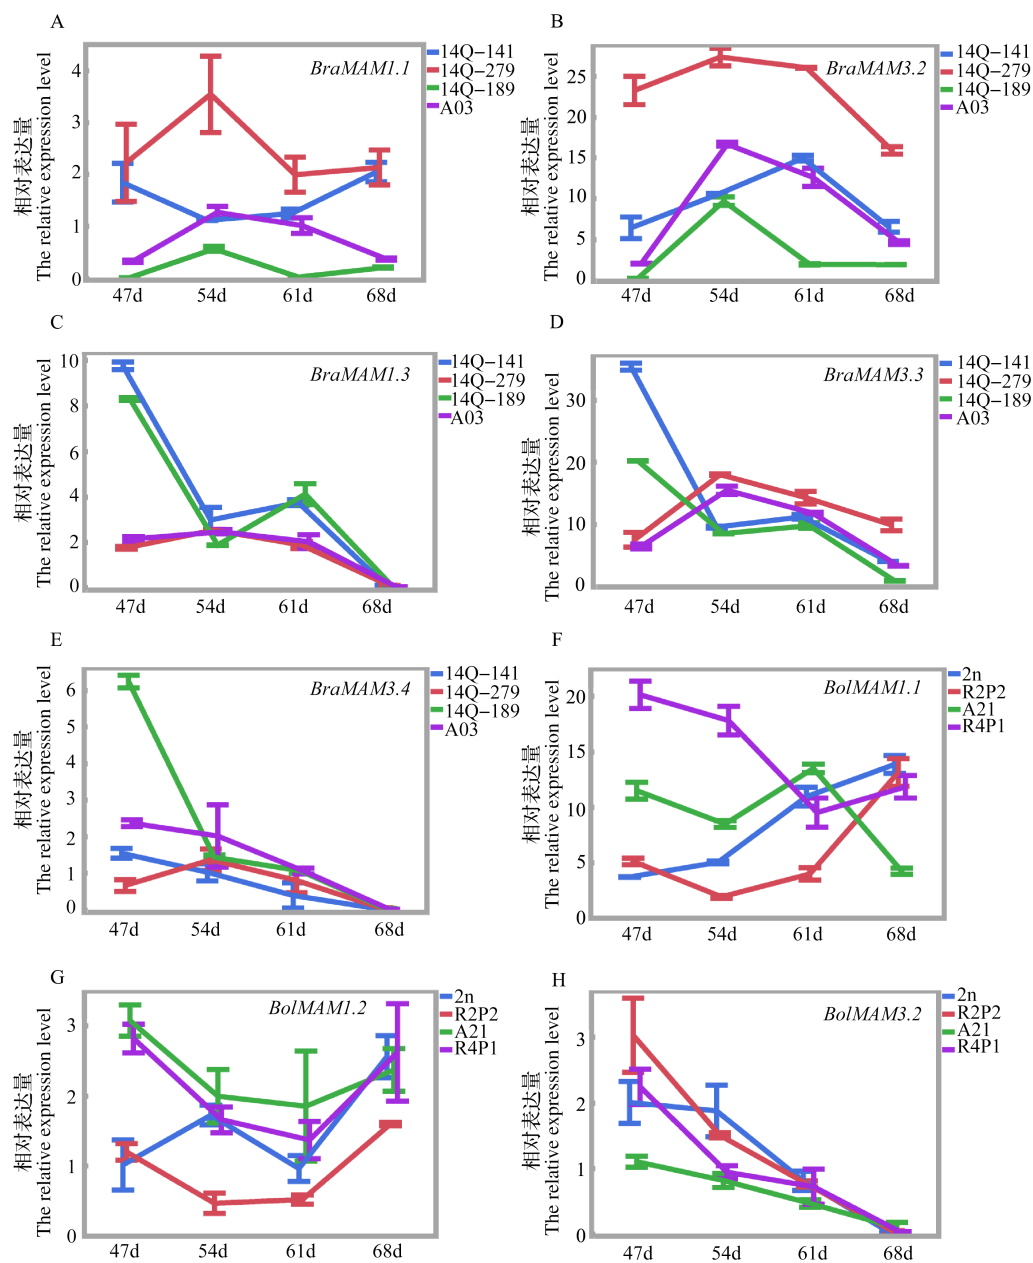 A
相对表达量
The relative expression level
BraMAM1.1
14Q−141
14Q−279
14Q−189
A03
4
3
2
1
0
47d 54d 61d 68d
B
相对表达量
The relative expression level
BraMAM3.2
14Q−141
14Q−279
14Q−189
A03
25
20
15
10
5
0
47d 54d 61d 68d
C
相对表达量
The relative expression level
BraMAM1.3
14Q−141
14Q−279
14Q−189
A03
10
8
6
4
2
0
47d 54d 61d 68d
D
相对表达量
The relative expression level
BraMAM3.3
14Q−141
14Q−279
14Q−189
A03
30
20
10
0
47d 54d 61d 68d
E
相对表达量
The relative expression level
BraMAM3.4
14Q−141
14Q−279
14Q−189
A03
6
5
4
3
2
1
0
47d 54d 61d 68d
F
相对表达量
The relative expression level
BolMAM1.1
2n
R2P2
A21
R4P1
20
15
10
5
0
47d 54d 61d 68d
G
相对表达量
The relative expression level
BolMAM1.2
2n
R2P2
A21
R4P1
3
2
1
0
47d 54d 61d 68d
H
相对表达量
The relative expression level
BolMAM3.2
2n
R2P2
A21
R4P1
3
2
1
0
47d 54d 61d 68d